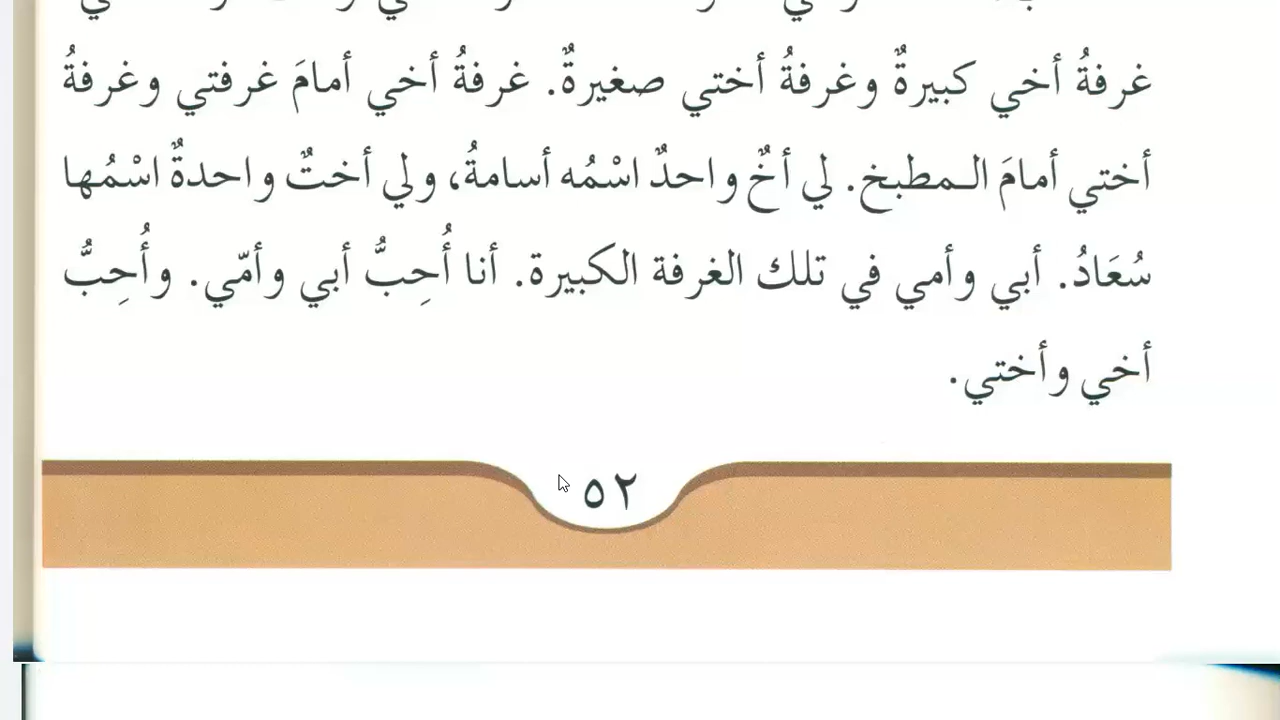 غرفةُ أخي كبيرةٌ وغرفةُ أختي صغيرةٌ. غرفةُ أخي أمامَ غرفتي وغرفةُ
أختي أمامَ المطبخ. لي أخٌ واحدٌ اسْمُه أسامةُ، ولي أختٌ واحدةٌ اسْمُها
سُعَادُ. أبي وأمي في تلك الغرفة الكبيرة. أنا أُحِبُّ أبي وأمّي. وأُحِبُّ
أخي وأختي.
٥٢